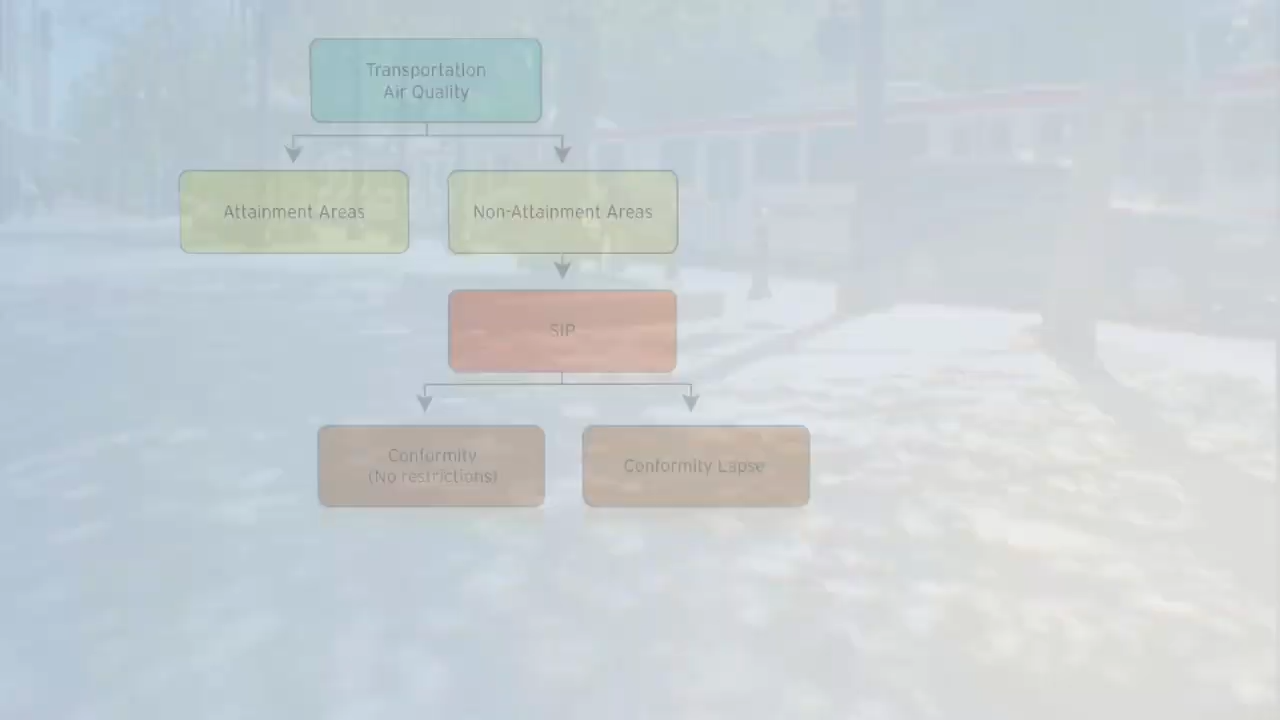 Transportation
Air Quality
Attainment Areas
Non-Attainment Areas
SIP
Conformity
(No restrictions)
Conformity Lapse